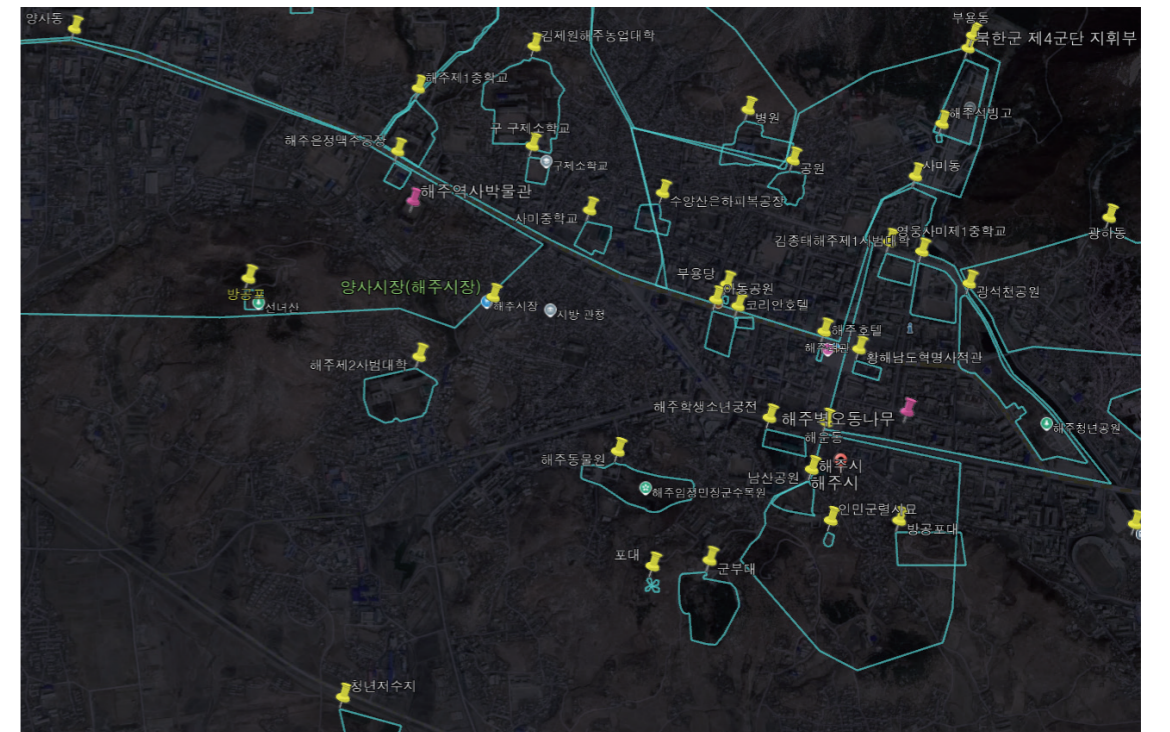 양사동
부용동
북한군 제4군단 지휘부
김제원해주농업대학
해주제1중학교
병원
해주석빙고
구 구제소학교
해주은정맥주공장
구제소학교
공원
사미동
해주역사박물관
수양산은하피복공장
사미중학교
광하동
영웅사미제1중학교
김종태해주제1사범대학
부용당
양사시장(해주시장)
방공포
선녀산
해주시장
지방 관청
코리안호텔
광석천공원
해주호텔
황해남도혁명사적관
해주제2사범대학
해주학생소년궁전
해주벽오동나무
해운동
해주청년공원
해주동물원
해주시
남산공원
해주시
해주임정민징군수목원
인민군렬사묘
방공포대
포대
군부대
청년저수지